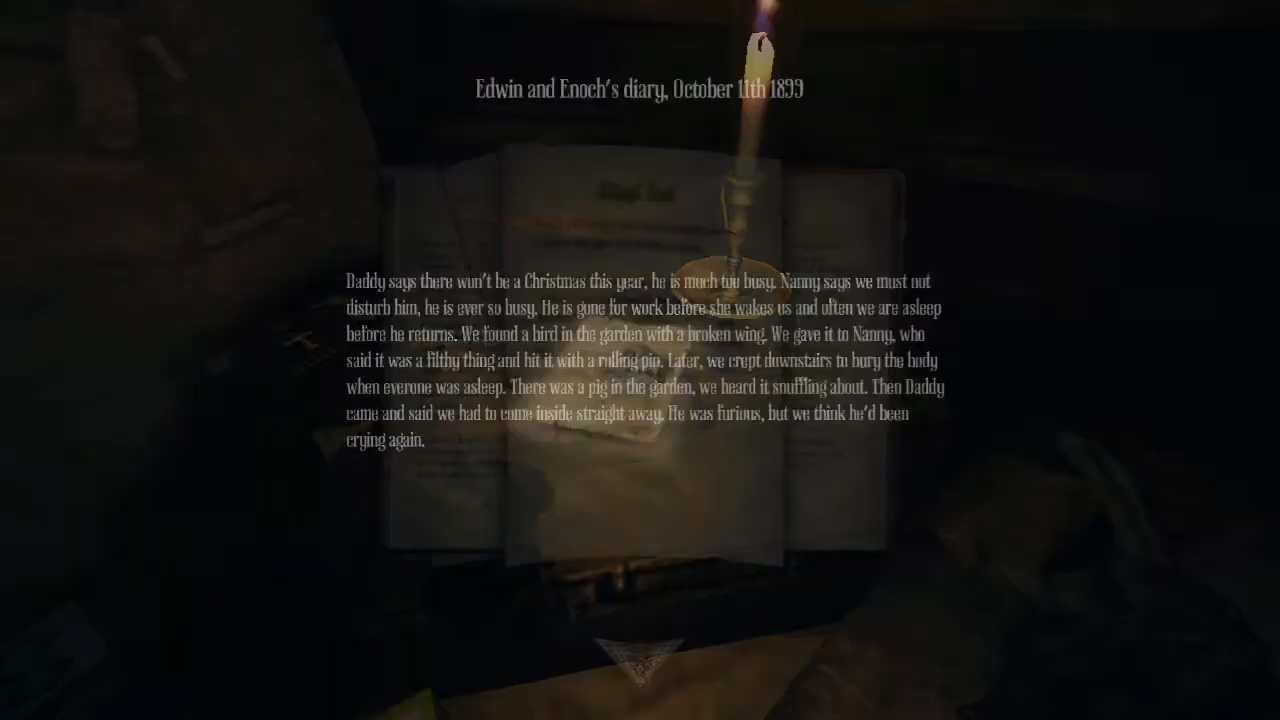 Edwin and Enoch's diary, October 11th 1899
Daddy says there won't be a Christmas this year, he is much too busy. Nanny says we must not
disturb him, he is ever so busy. He is gone for work before she wakes us and often we are asleep
before he returns. We found a bird in the garden with a broken wing. We gave it to Nanny, who
said it was a filthy thing and hit it with a rolling pin. Later, we crept downstairs to bury the body
when everone was asleep. There was a pig in the garden, we heard it snuffling about. Then Daddy
came and said we had to come inside straight away. He was furious, but we think he'd been
crying again.